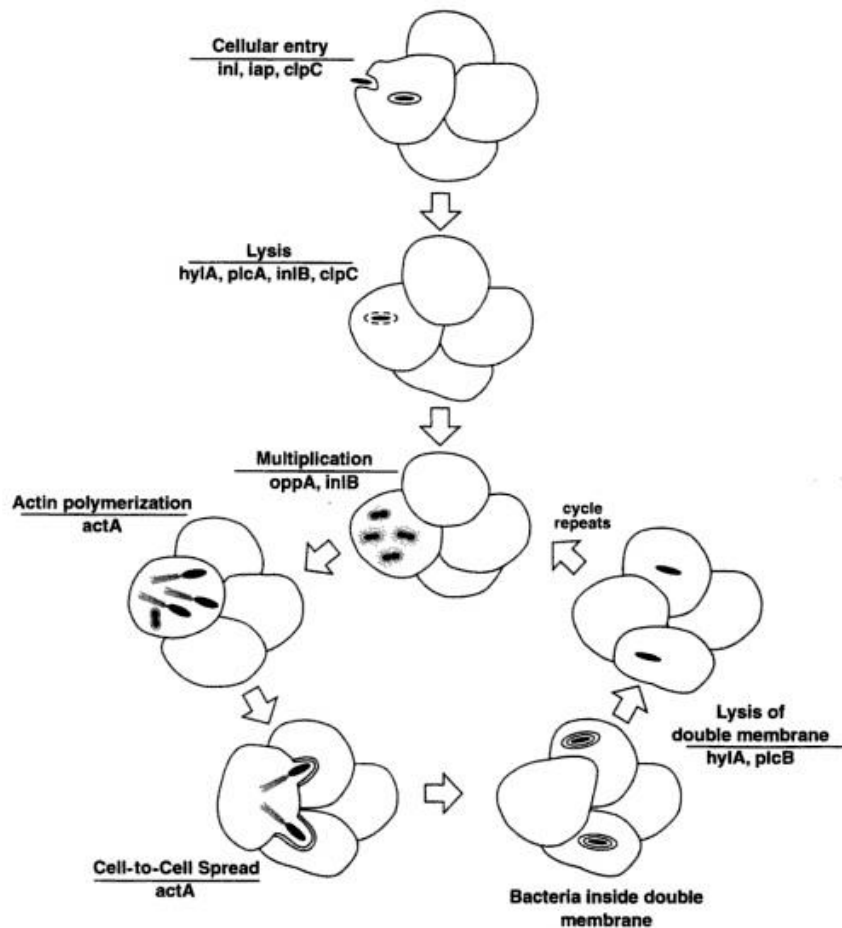 Cellular entry
inl, iap, clpC
Lysis
hylA, plcA, inlB, clpC
Multiplication
oppA, inlB
Actin polymerization
actA
cycle
repeats
Cell-to-Cell Spread
actA
Bacteria inside double
membrane
Lysis of
double membrane
hylA, plcB